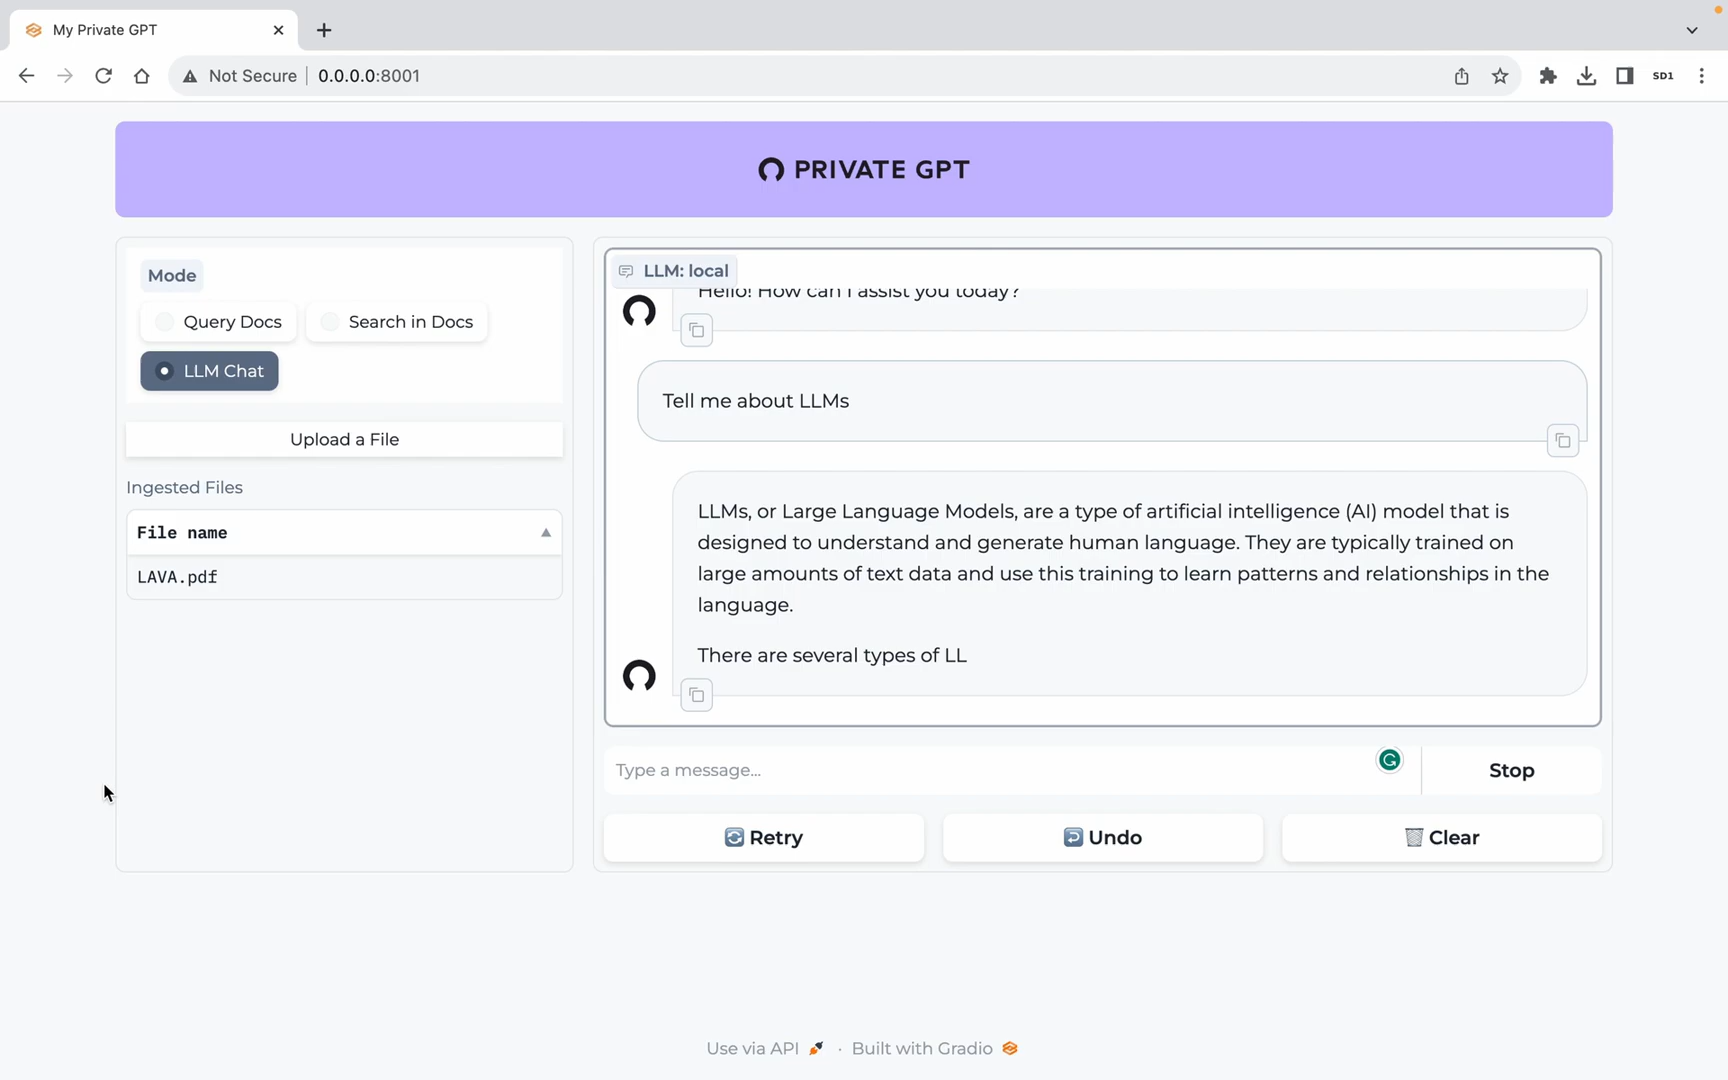 My Private GPT
Not Secure 0.0.0.0:8001
SD1
PRIVATE GPT
Mode
Query Docs
Search in Docs
LLM Chat
Upload a File
Ingested Files
File name
LAVA.pdf
LLM: local
Hello! How can I assist you today?
Tell me about LLMs
LLMs, or Large Language Models, are a type of artificial intelligence (AI) model that is
designed to understand and generate human language. They are typically trained on
large amounts of text data and use this training to learn patterns and relationships in the
language.
There are several types of LL
Type a message...
Stop
Retry
Undo
Clear
Use via API · Built with Gradio